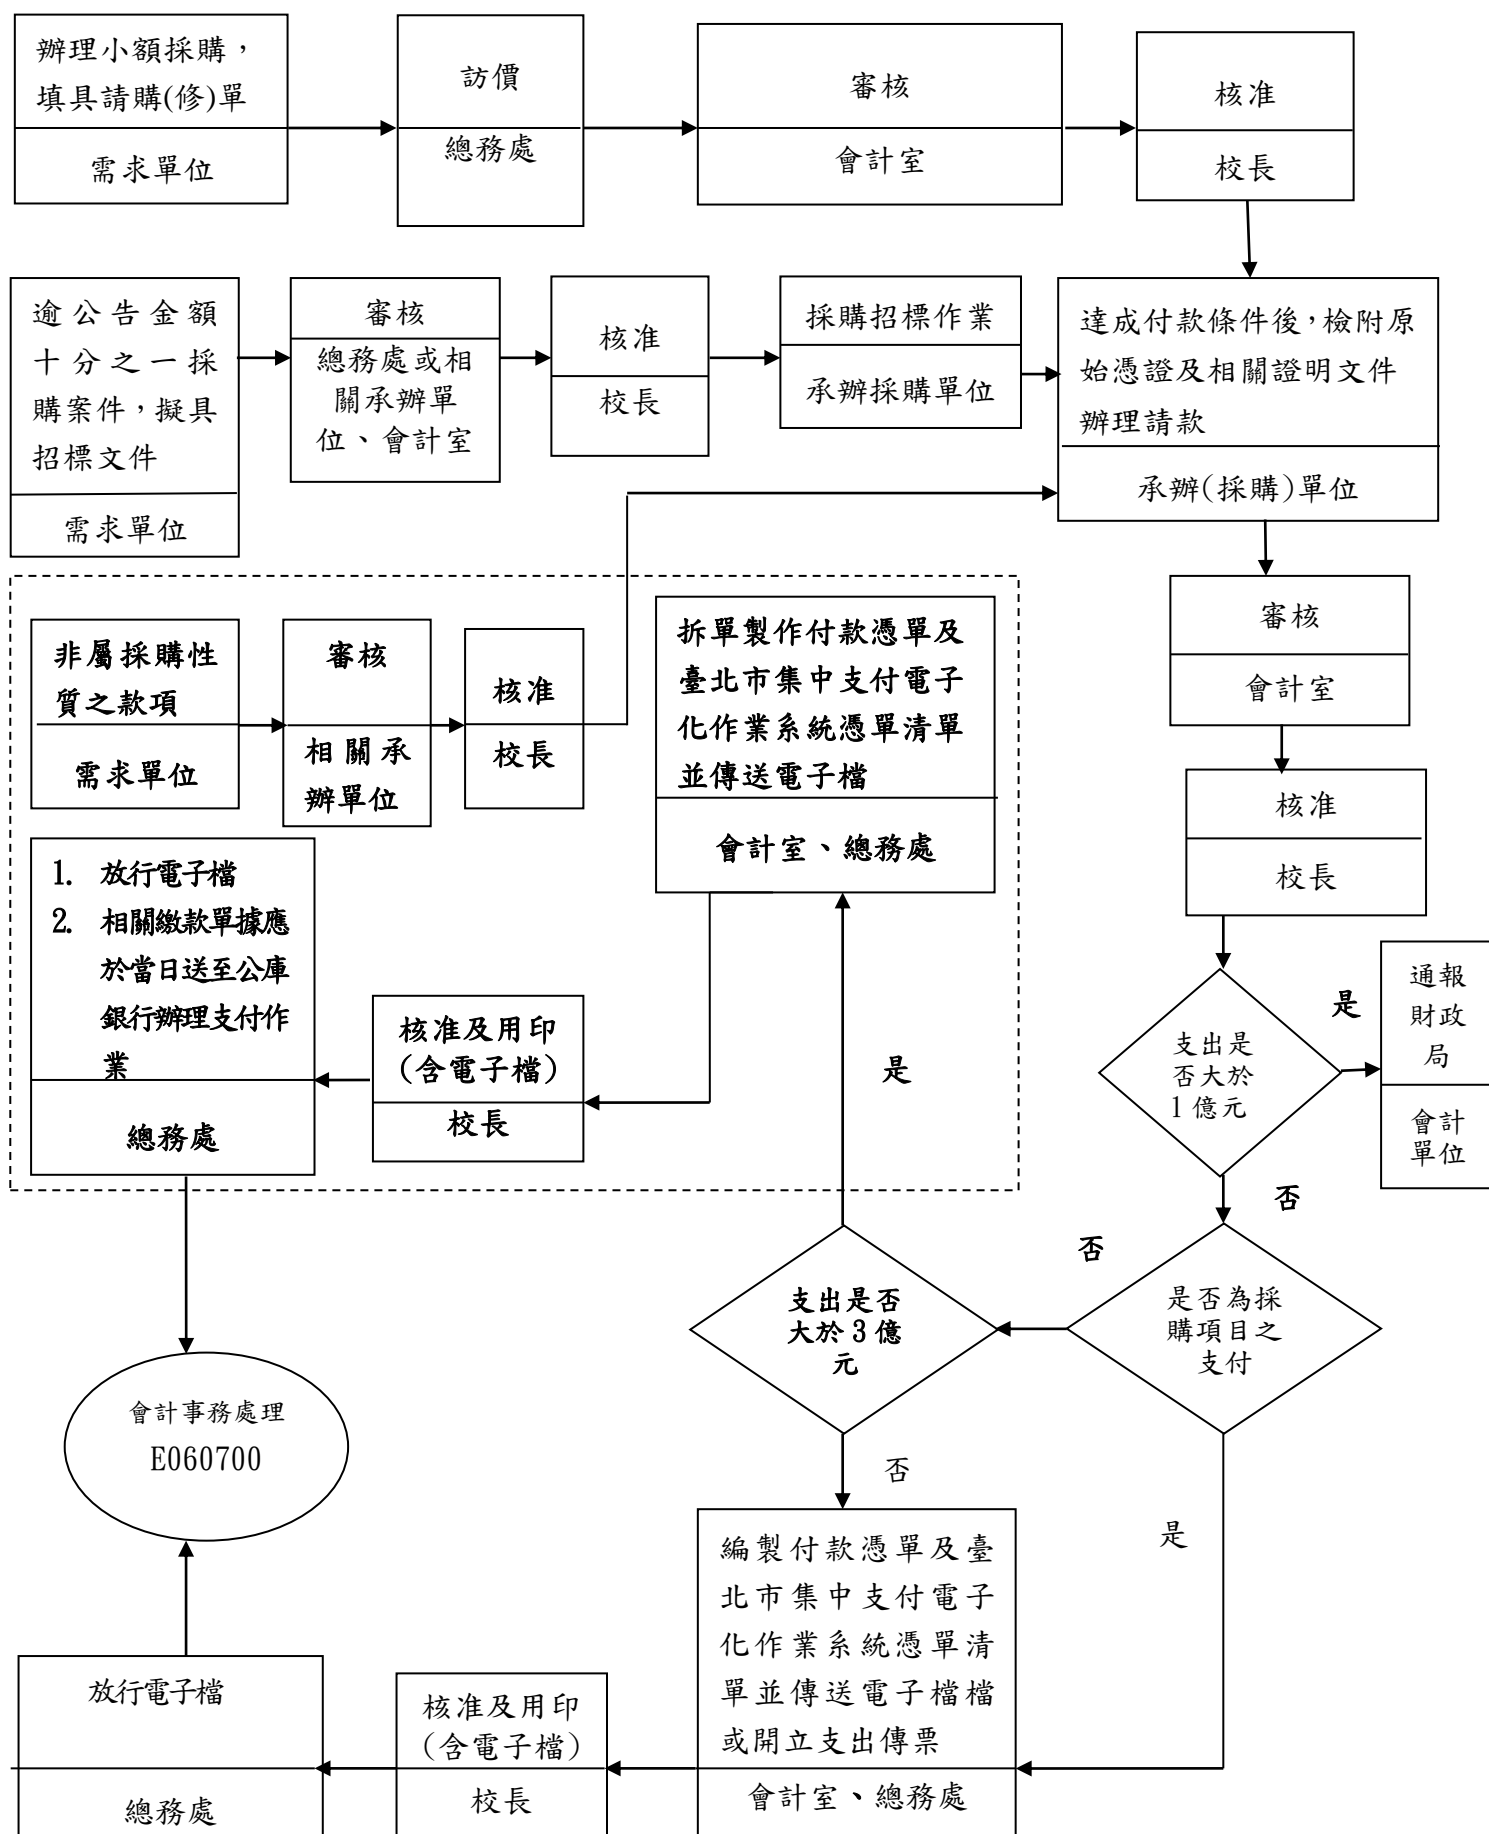 辦理小額採購，
填具請購(修)單
需求單位
訪價
總務處
審核
會計室
核准
校長
逾公告金額
十分之一採
購案件，擬具
招標文件
需求單位
審核
總務處或相
關承辦單
位、會計室
核准
校長
採購招標作業
承辦採購單位
達成付款條件後，檢附原
始憑證及相關證明文件
辦理請款
承辦(採購)單位
非屬採購性
質之款項
需求單位
審核
相關承
辦單位
核准
校長
拆單製作付款憑單及
臺北市集中支付電子
化作業系統憑單清單
並傳送電子檔
會計室、總務處
審核
會計室
核准
校長
1. 放行電子檔
2. 相關繳款單據應
於當日送至公庫
銀行辦理支付作
業
總務處
核准及用印
(含電子檔)
校長
是
支出是
否大於
1億元
是
通報
財政
局
會計
單位
否
否
支出是否
大於3億
元
是否為採
購項目之
支付
會計事務處理
E060700
否
是
編製付款憑單及臺
北市集中支付電子
化作業系統憑單清
單並傳送電子檔檔
或開立支出傳票
會計室、總務處
核准及用印
(含電子檔)
校長
放行電子檔
總務處